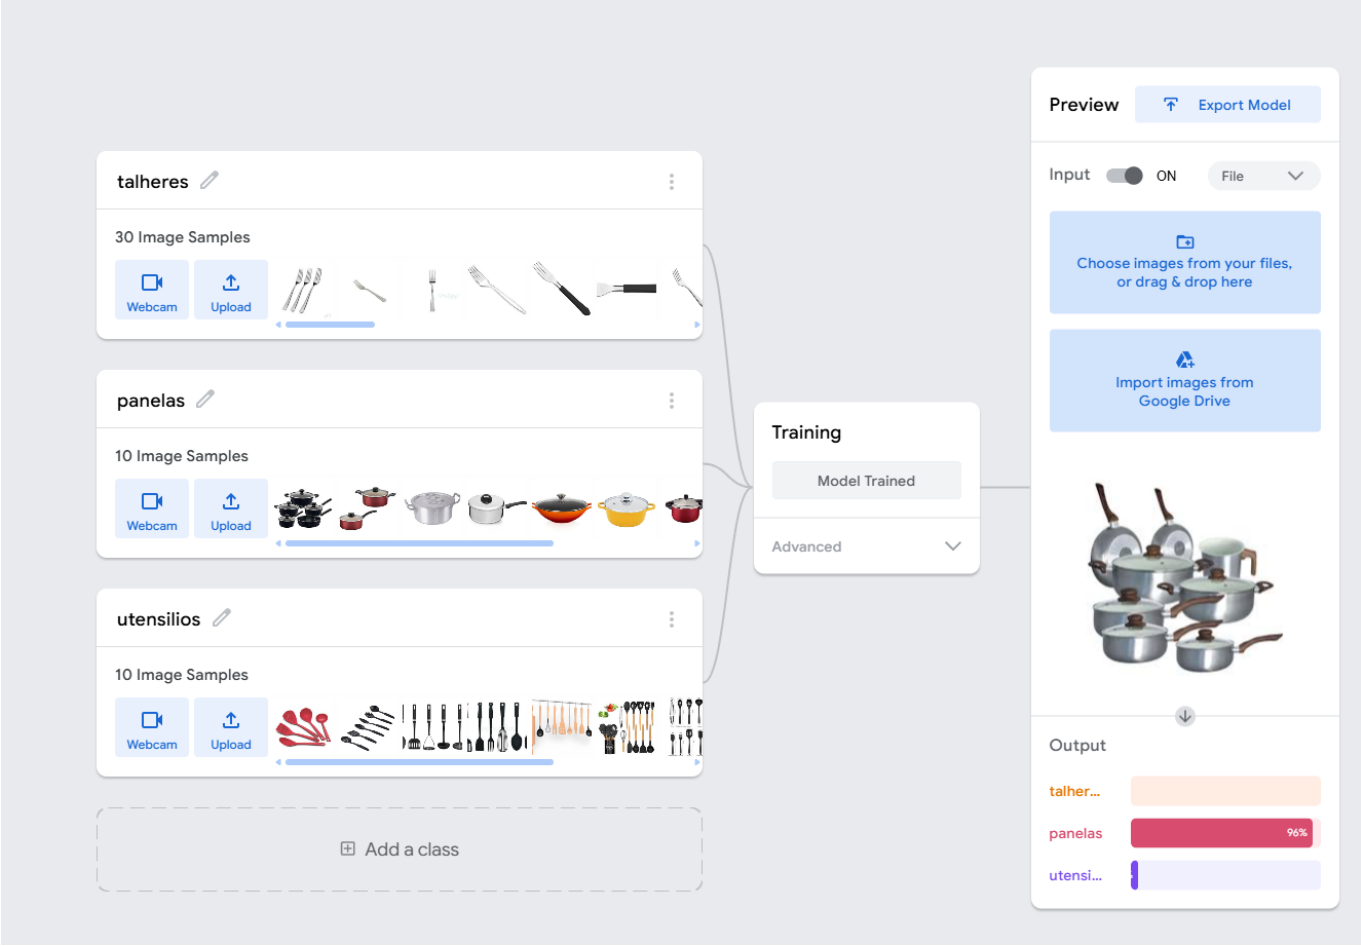 talheres
30 Image Samples
Webcam
Upload
panelas
10 Image Samples
Webcam
Upload
utensilios
10 Image Samples
Webcam
Upload
Add a class
Training
Model Trained
Advanced
Preview
Export Model
Input
ON
File
Choose images from your files,
or drag & drop here
Import images from
Google Drive
Output
talher...
panelas
96%
utensi...